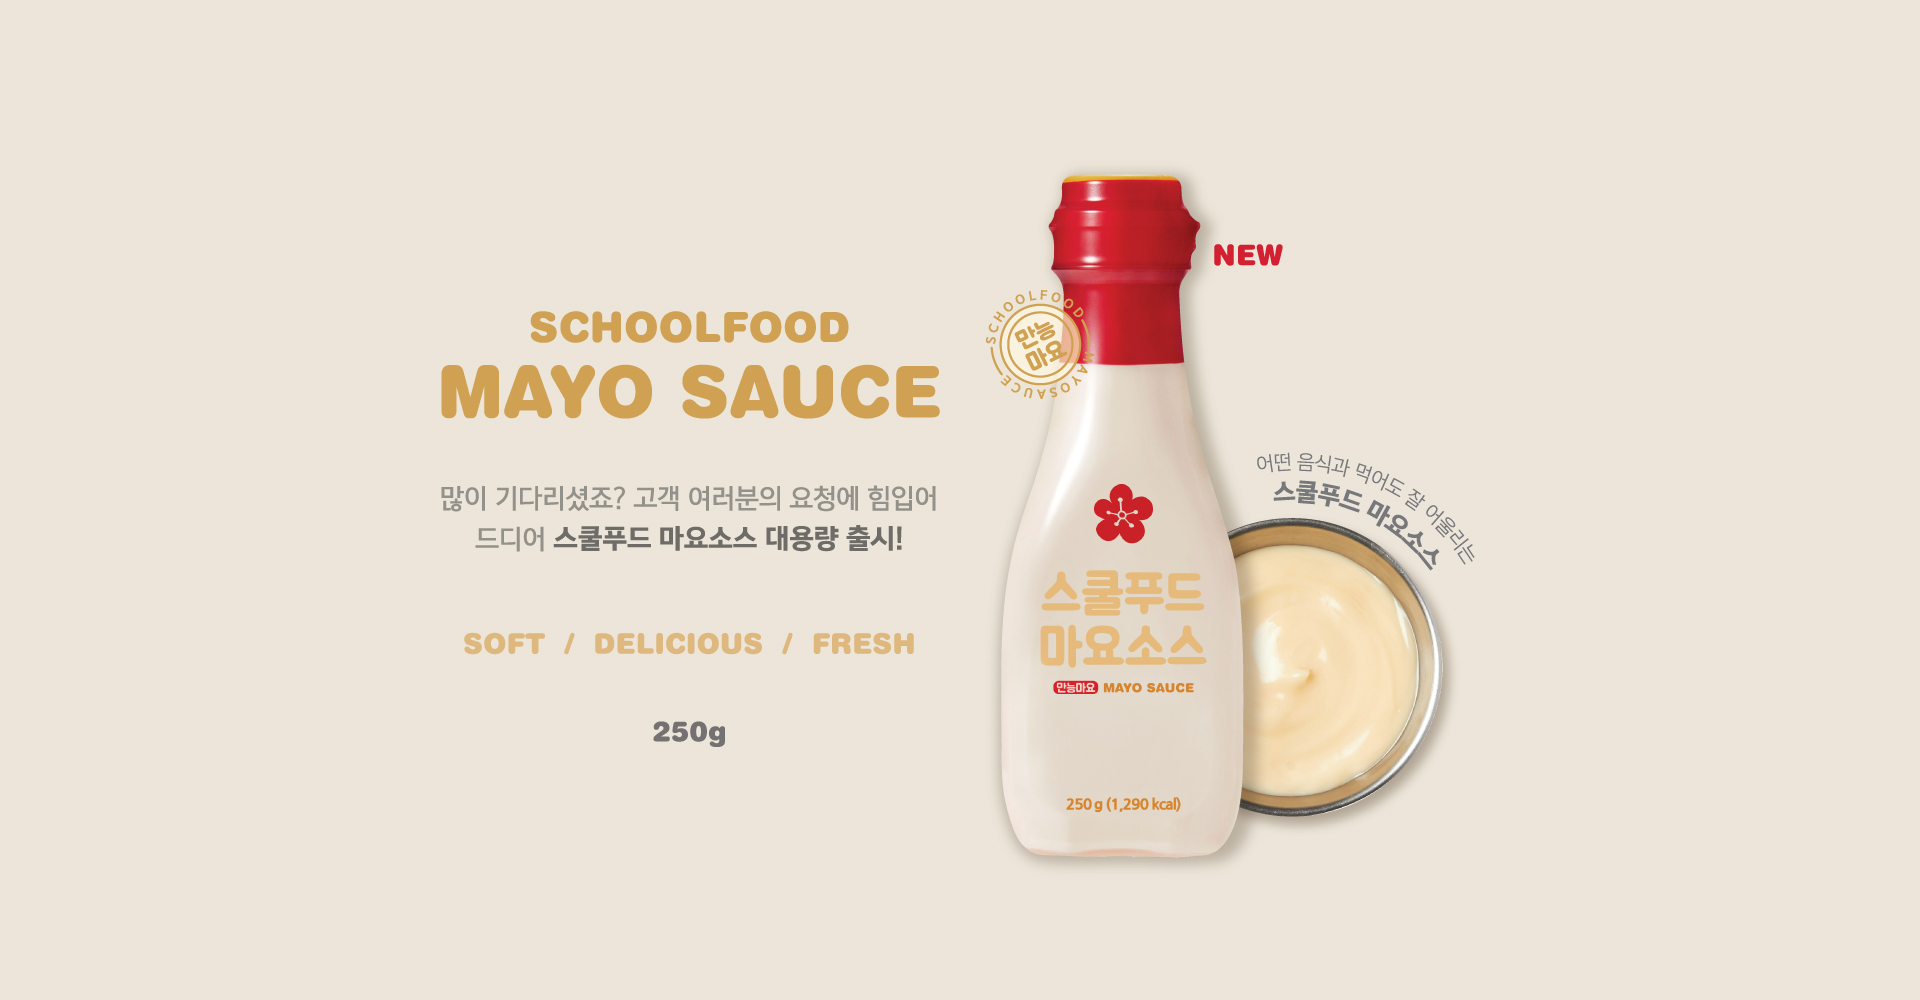 SCHOOLFOOD
MAYO SAUCE
많이 기다리셨죠? 고객 여러분의 요청에 힘입어
드디어 스쿨푸드 마요소스 대용량 출시!
SOFT / DELICIOUS / FRESH
250g
NEW
SCHOOLFOOD
만능
마요
MAYOSAUCE
스쿨푸드
마요소스
만능마요 MAYO SAUCE
250 g (1,290 kcal)
어떤 음식과 먹어도 잘 어울리는
스쿨푸드 마요소스